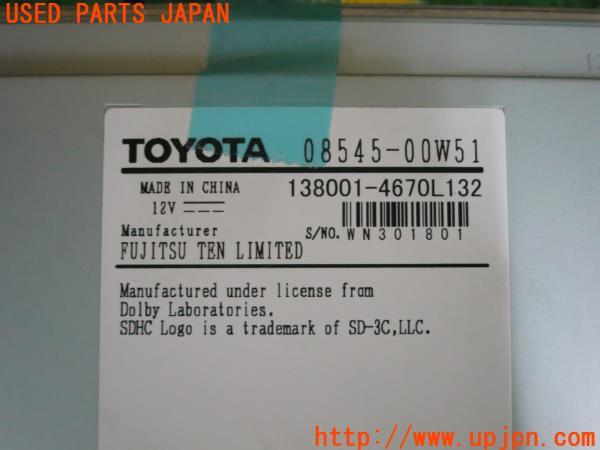 USED PARTS JAPAN
TOYOTA 08545-00W51
MADE IN CHINA 138001-4670L132
12V
Manufacturer S/NO. WN301801
FUJITSU TEN LIMITED
Manufactured under license from
Dolby Laboratories.
SDHC Logo is a trademark of SD-3C,LLC.
http://www.upjpn.com